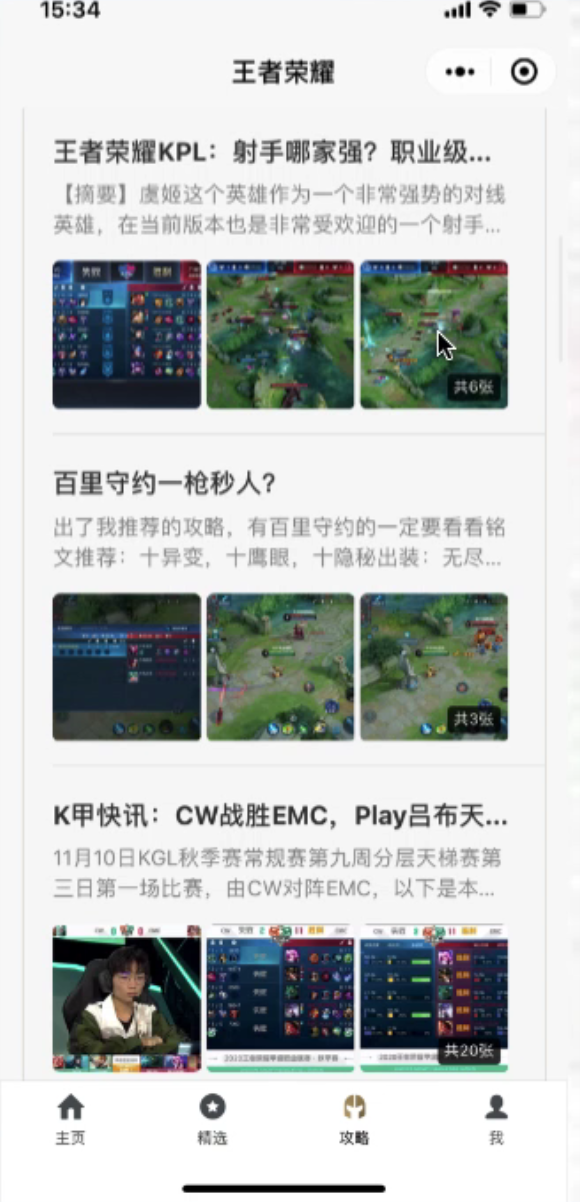 15:34
王者荣耀
王者荣耀KPL：射手哪家强？职业级...
【摘要】虞姬这个英雄作为一个非常强势的对线
英雄，在当前版本也是非常受欢迎的一个射手...
失败 胜利
共6张
百里守约一枪秒人？
出了我推荐的攻略，有百里守约的一定要看看铭
文推荐：十异变，十鹰眼，十隐秘出装：无尽...
共3张
K甲快讯：CW战胜EMC，Play吕布天...
11月10日KGL秋季赛常规赛第九周分层天梯赛第
三日第一场比赛，由CW对阵EMC，以下是本...
共20张
主页 精选 攻略 我